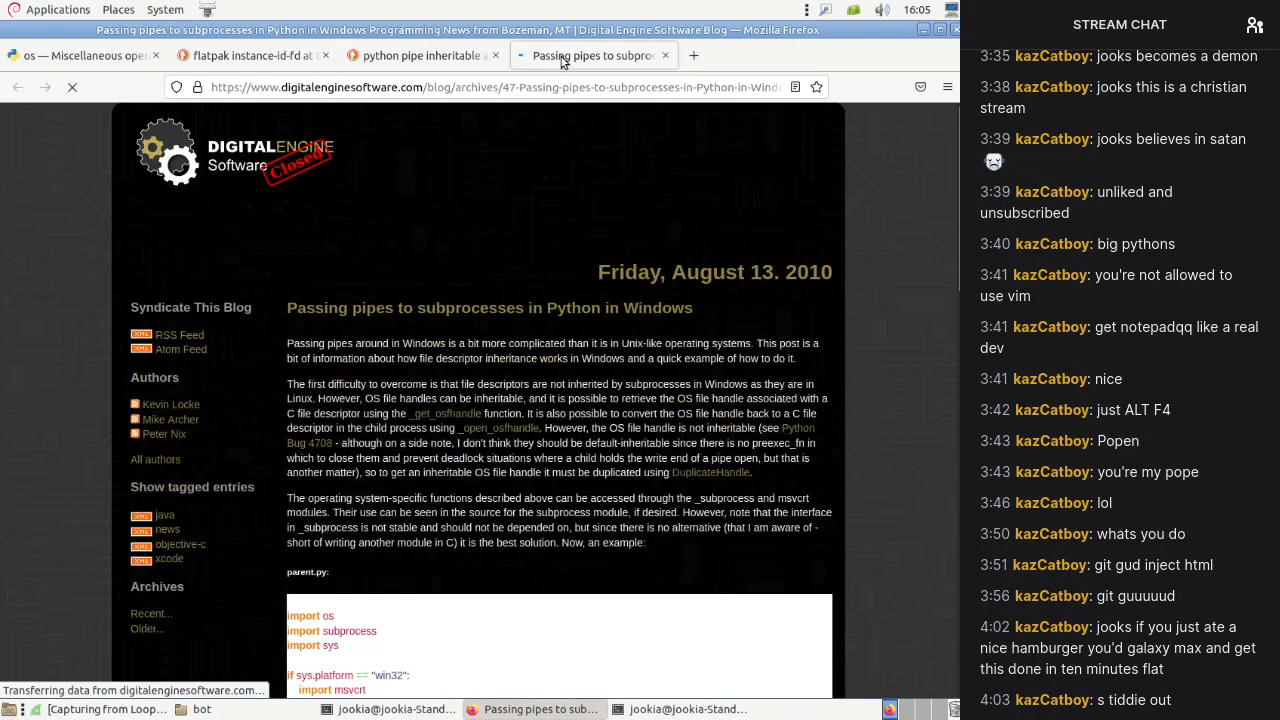 Applications Places System 16:05
Passing pipes to subprocesses in Python in Windows Programming News from Bozeman, MT | Digital Engine Software Blog — Mozilla Firefox
os — Miscellaneous oper
flatpak instance-id-fd at D
python pipe inheritable a
Passing pipes to subproc
https://www.digitalenginesoftware.com/blog/archives/47-Passing-pipes-to-subprocesses-in-Python-in-Windo
DIGITALENGINE
Software
Closed
Friday, August 13. 2010
Syndicate This Blog
RSS Feed
Atom Feed
Authors
Kevin Locke
Mike Archer
Peter Nix
All authors
Show tagged entries
java
news
objective-c
xcode
Archives
Recent...
Older...
Passing pipes to subprocesses in Python in Windows
Passing pipes around in Windows is a bit more complicated than it is in Unix-like operating systems. This post is a
bit of information about how file descriptor inheritance works in Windows and a quick example of how to do it.
The first difficulty to overcome is that file descriptors are not inherited by subprocesses in Windows as they are in
Linux. However, OS file handles can be inheritable, and it is possible to retrieve the OS file handle associated with a
C file descriptor using the _get_osfhandle function. It is also possible to convert the OS file handle back to a C file
descriptor in the child process using _open_osfhandle. However, the OS file handle is not inheritable (see Python
Bug 4708 - although on a side note, I don't think they should be default-inheritable since there is no preexec_fn in
which to close them and prevent deadlock situations where a child holds the write end of a pipe open, but that is
another matter), so to get an inheritable OS file handle it must be duplicated using DuplicateHandle.
The operating system-specific functions described above can be accessed through the _subprocess and msvcrt
modules. Their use can be seen in the source for the subprocess module, if desired. However, note that the interface
in _subprocess is not stable and should not be depended on, but since there is no alternative (that I am aware of -
short of writing another module in C) it is the best solution. Now, an example:
parent.py:
import os
import subprocess
import sys
if sys.platform == "win32":
import msvcrt
Transferring data from digitalenginesoftware.com...
[Capturing from Loop...
bot
jookia@jookia-Stand...
Passing pipes to sub...
jookia@jookia-Stand...
STREAM CHAT
3:35 kazCatboy: jooks becomes a demon
3:38 kazCatboy: jooks this is a christian
stream
3:39 kazCatboy: jooks believes in satan
3:39 kazCatboy: unliked and
unsubscribed
3:40 kazCatboy: big pythons
3:41 kazCatboy: you're not allowed to
use vim
3:41 kazCatboy: get notepadqq like a real
dev
3:41 kazCatboy: nice
3:42 kazCatboy: just ALT F4
3:43 kazCatboy: Popen
3:43 kazCatboy: you're my pope
3:46 kazCatboy: lol
3:50 kazCatboy: whats you do
3:51 kazCatboy: git gud inject html
3:56 kazCatboy: git guuuuud
4:02 kazCatboy: jooks if you just ate a
nice hamburger you'd galaxy max and get
this done in ten minutes flat
4:03 kazCatboy: s tiddie out